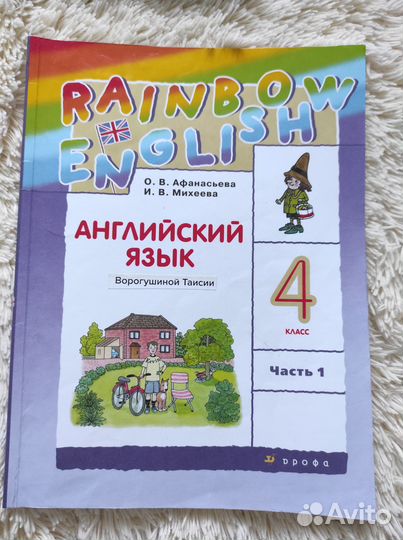 RAINBOW
ENGLISH
О. В. Афанасьева
И. В. Михеева
АНГЛИЙСКИЙ
ЯЗЫК
Ворогушиной Таисии
4
КЛАСС
Часть 1
дрофа
Avito